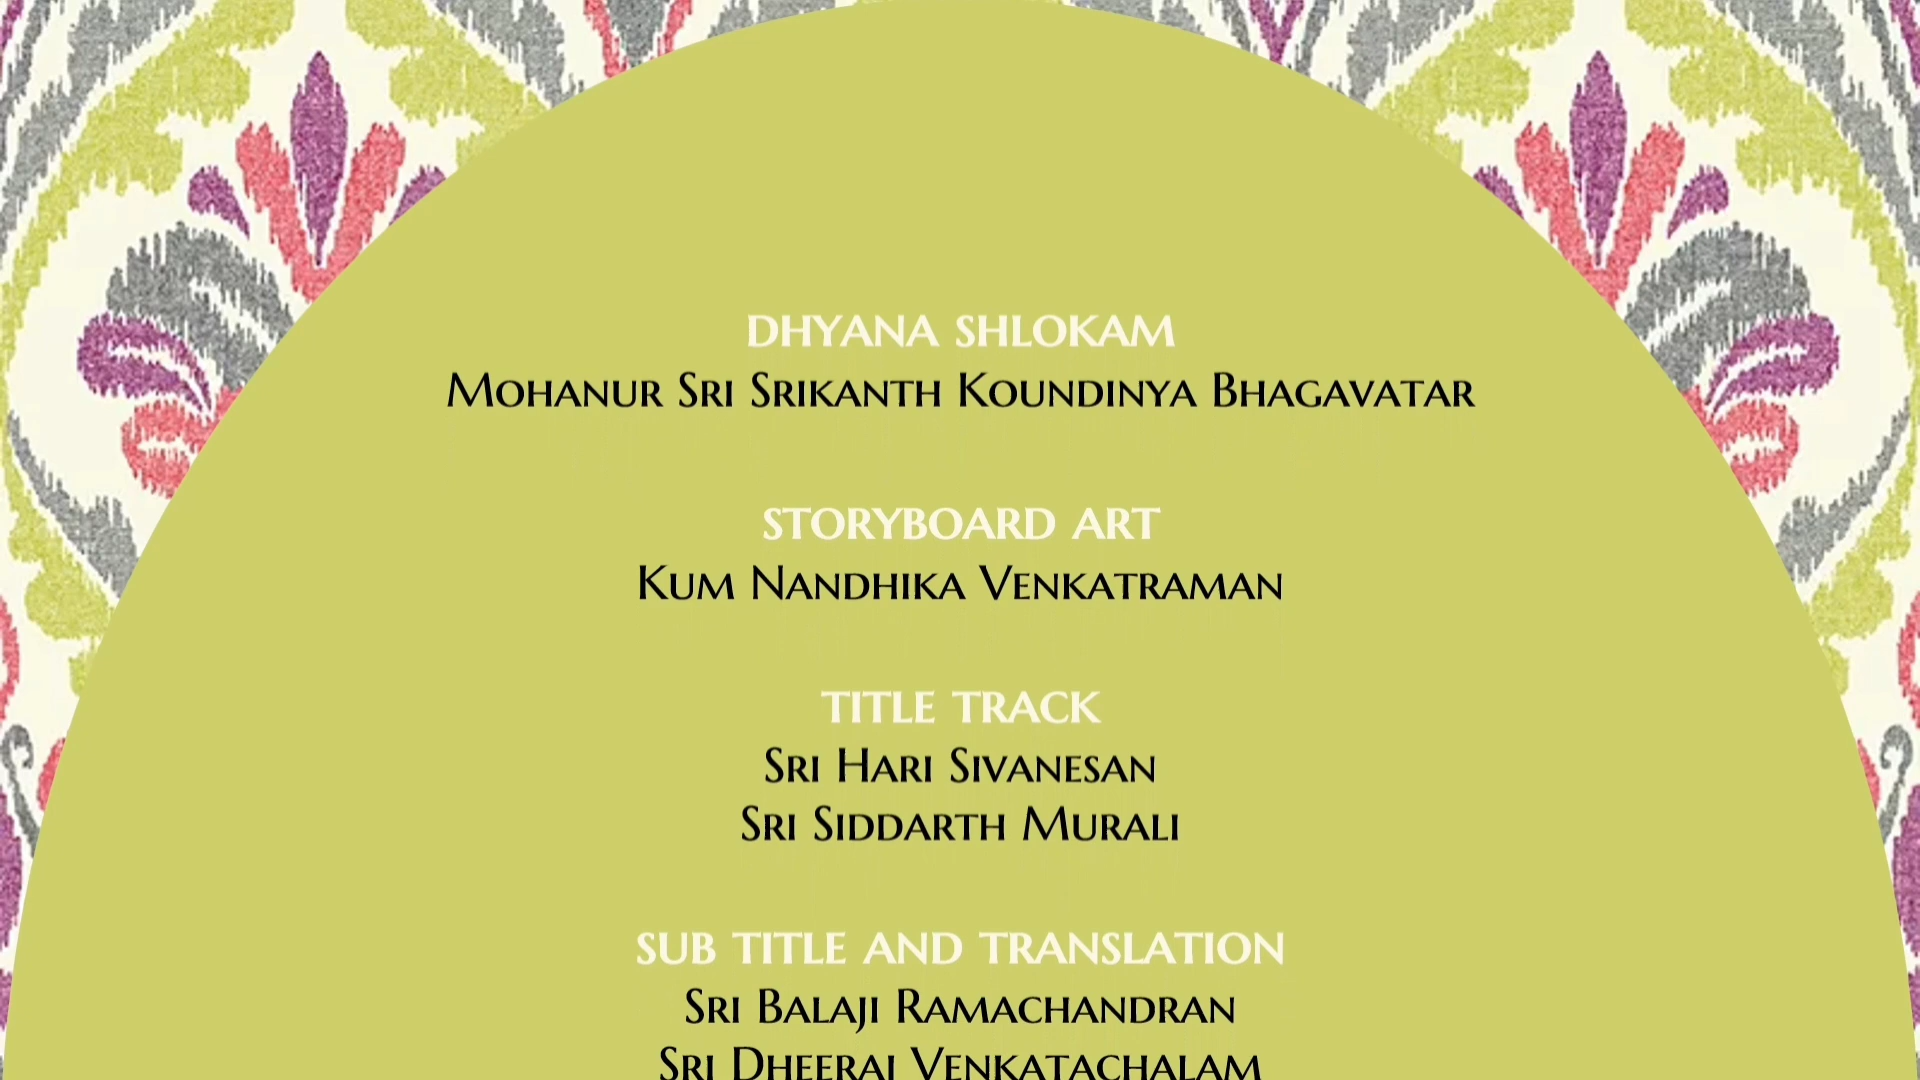 DHYANA SHLOKAM
Mohanur Sri Srikanth Koundinya Bhagavatar
STORYBOARD ART
Kum Nandhika Venkatraman
TITLE TRACK
Sri Hari Sivanesan
Sri Siddarth Murali
SUB TITLE AND TRANSLATION
Sri Balaji Ramachandran
Sri Dheeraj Venkatachalam